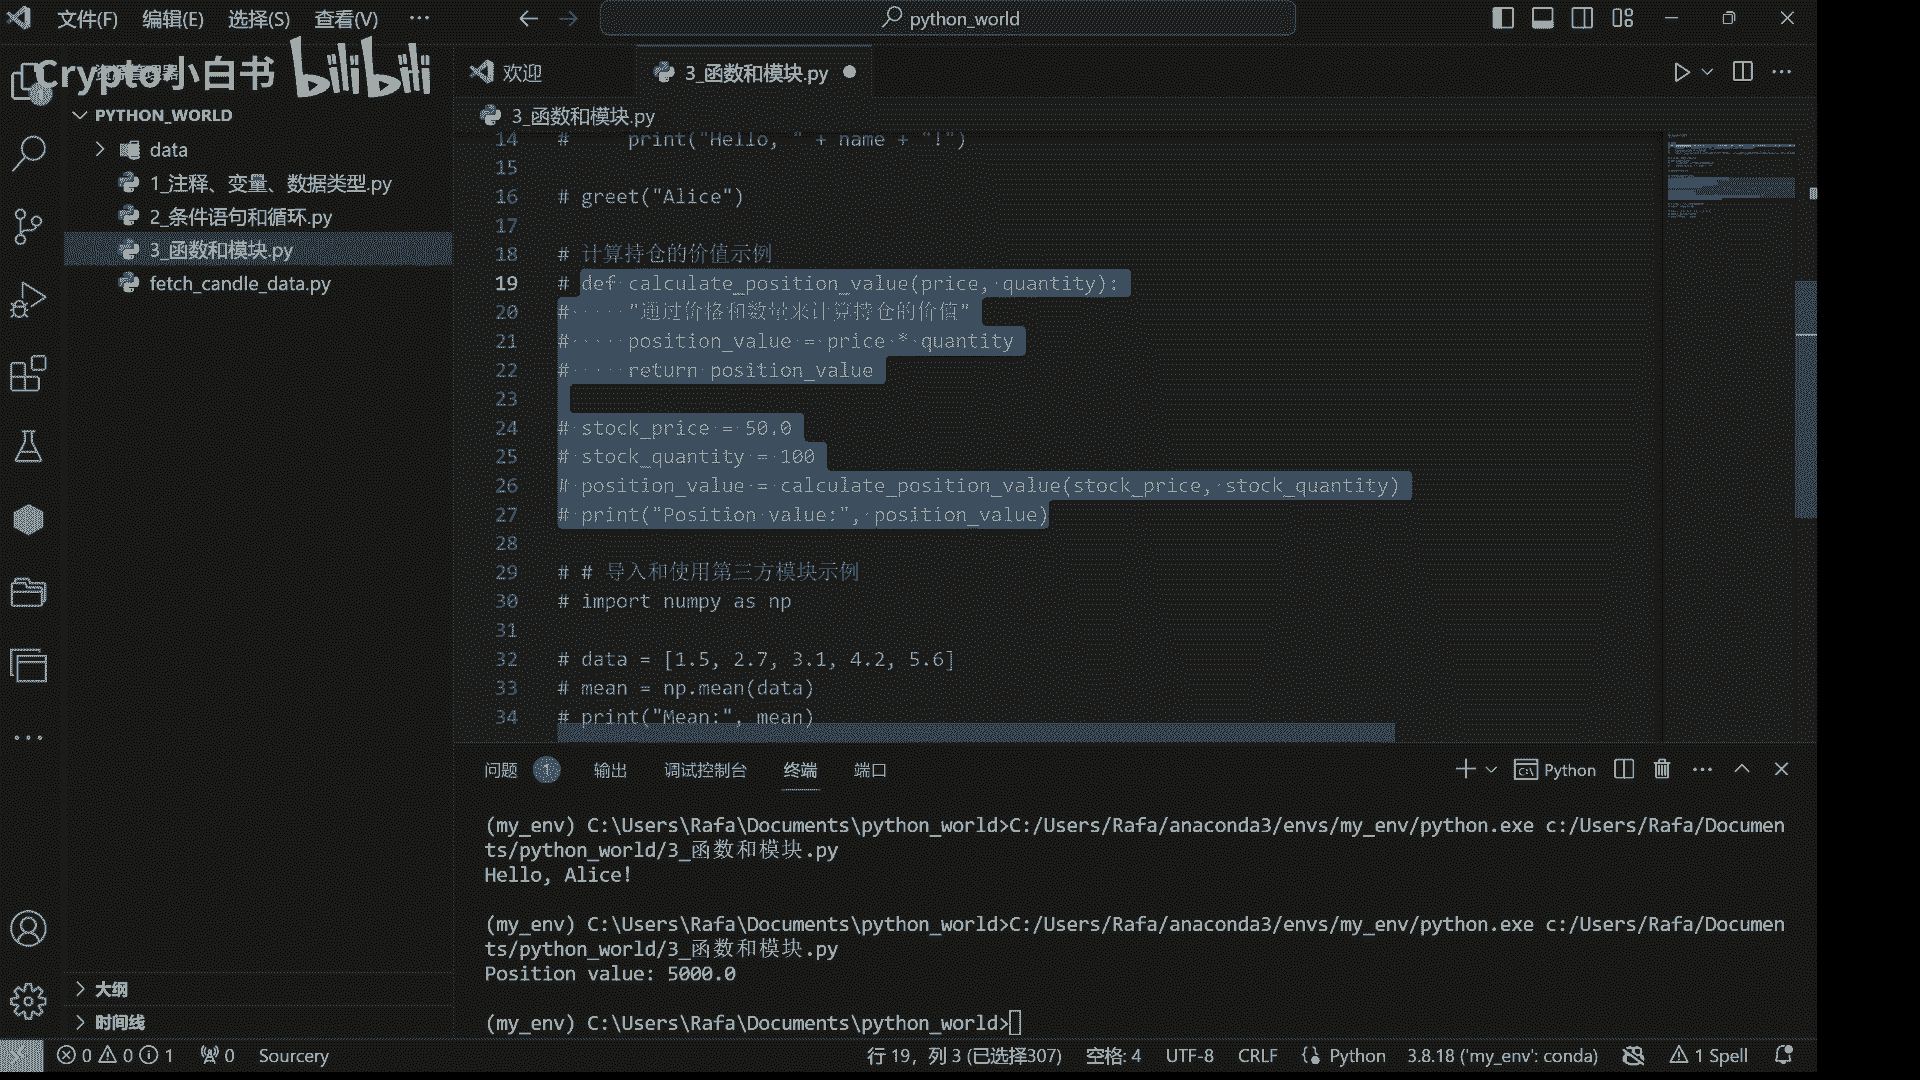 文件(F) 编辑(E) 选择(S) 查看(V) ··· python_world
Crypto小白书 bilibili
欢迎 3_函数和模块.py
PYTHON_WORLD
data
1_注释、变量、数据类型.py
2_条件语句和循环.py
3_函数和模块.py
fetch_candle_data.py
大纲
时间线
3_函数和模块.py
14 # print("Hello, " + name + "!")
15
16 # greet("Alice")
17
18 # 计算持仓的价值示例
19 # def calculate_position_value(price, quantity):
20 # "通过价格和数量来计算持仓的价值"
21 # position_value = price * quantity
22 # return position_value
23
24 # stock_price = 50.0
25 # stock_quantity = 100
26 # position_value = calculate_position_value(stock_price, stock_quantity)
27 # print("Position value:", position_value)
28
29 # # 导入和使用第三方模块示例
30 # import numpy as np
31
32 # data = [1.5, 2.7, 3.1, 4.2, 5.6]
33 # mean = np.mean(data)
34 # print("Mean:", mean)
问题 1 输出 调试控制台 终端 端口 Python
(my_env) C:\Users\Rafa\Documents\python_world>C:/Users/Rafa/anaconda3/envs/my_env/python.exe c:/Users/Rafa/Documen
ts/python_world/3_函数和模块.py
Hello, Alice!
(my_env) C:\Users\Rafa\Documents\python_world>C:/Users/Rafa/anaconda3/envs/my_env/python.exe c:/Users/Rafa/Documen
ts/python_world/3_函数和模块.py
Position value: 5000.0
(my_env) C:\Users\Rafa\Documents\python_world>
0 0 1 0 Sourcery 行 19，列 3 (已选择307) 空格: 4 UTF-8 CRLF Python 3.8.18 ('my_env': conda) 1 Spell